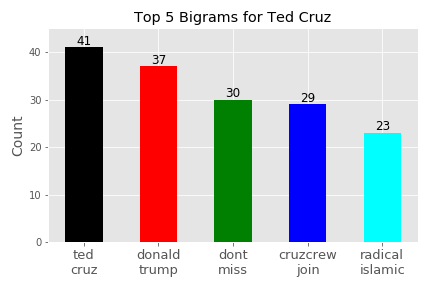 Top 5 Bigrams for Ted Cruz
Count
40
30
20
10
0
41
37
30
29
23
ted
cruz
donald
trump
dont
miss
cruzcrew
join
radical
islamic